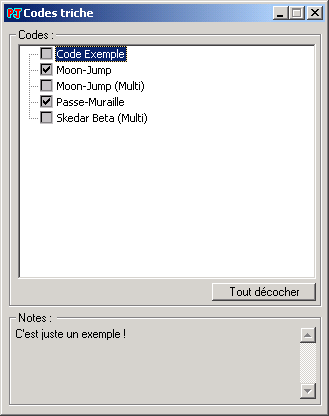 Codes triche
Codes :
Code Exemple
Moon-Jump
Moon-Jump (Multi)
Passe-Muraille
Skedar Beta (Multi)
Tout décocher
Notes :
C'est juste un exemple !